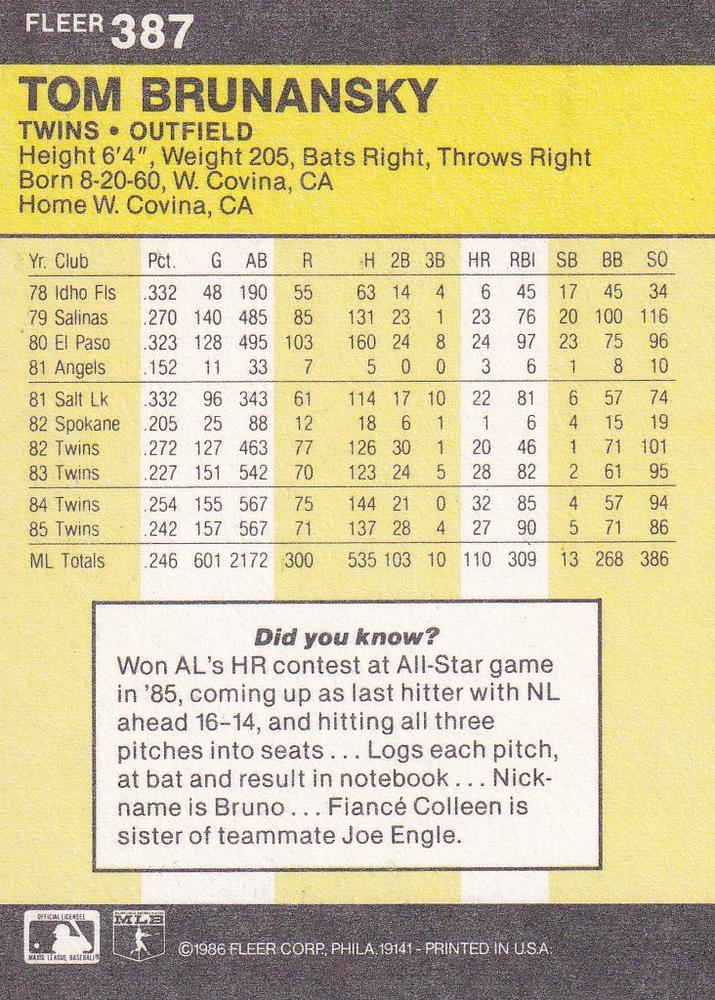 FLEER 387
TOM BRUNANSKY
TWINS • OUTFIELD
Height 6'4", Weight 205, Bats Right, Throws Right
Born 8-20-60, W. Covina, CA
Home W. Covina, CA
Yr. Club Pct. G AB R H 2B 3B HR RBI SB BB SO
78 Idho Fls .332 48 190 55 63 14 4 6 45 17 45 34
79 Salinas .270 140 485 85 131 23 1 23 76 20 100 116
80 El Paso .323 128 495 103 160 24 8 24 97 23 75 96
81 Angels .152 11 33 7 5 0 0 3 6 1 8 10
81 Salt Lk .332 96 343 61 114 17 10 22 81 6 57 74
82 Spokane .205 25 88 12 18 6 1 1 6 4 15 19
82 Twins .272 127 463 77 126 30 1 20 46 1 71 101
83 Twins .227 151 542 70 123 24 5 28 82 2 61 95
84 Twins .254 155 567 75 144 21 0 32 85 4 57 94
85 Twins .242 157 567 71 137 28 4 27 90 5 71 86
ML Totals .246 601 2172 300 535 103 10 110 309 13 268 386
Did you know?
Won AL's HR contest at All-Star game
in '85, coming up as last hitter with NL
ahead 16-14, and hitting all three
pitches into seats . . . Logs each pitch,
at bat and result in notebook . . . Nick-
name is Bruno . . . Fiancé Colleen is
sister of teammate Joe Engle.
OFFICIAL LICENSEE
MAJOR LEAGUE BASEBALL
MLB
©1986 FLEER CORP., PHILA. 19141 - PRINTED IN U.S.A.